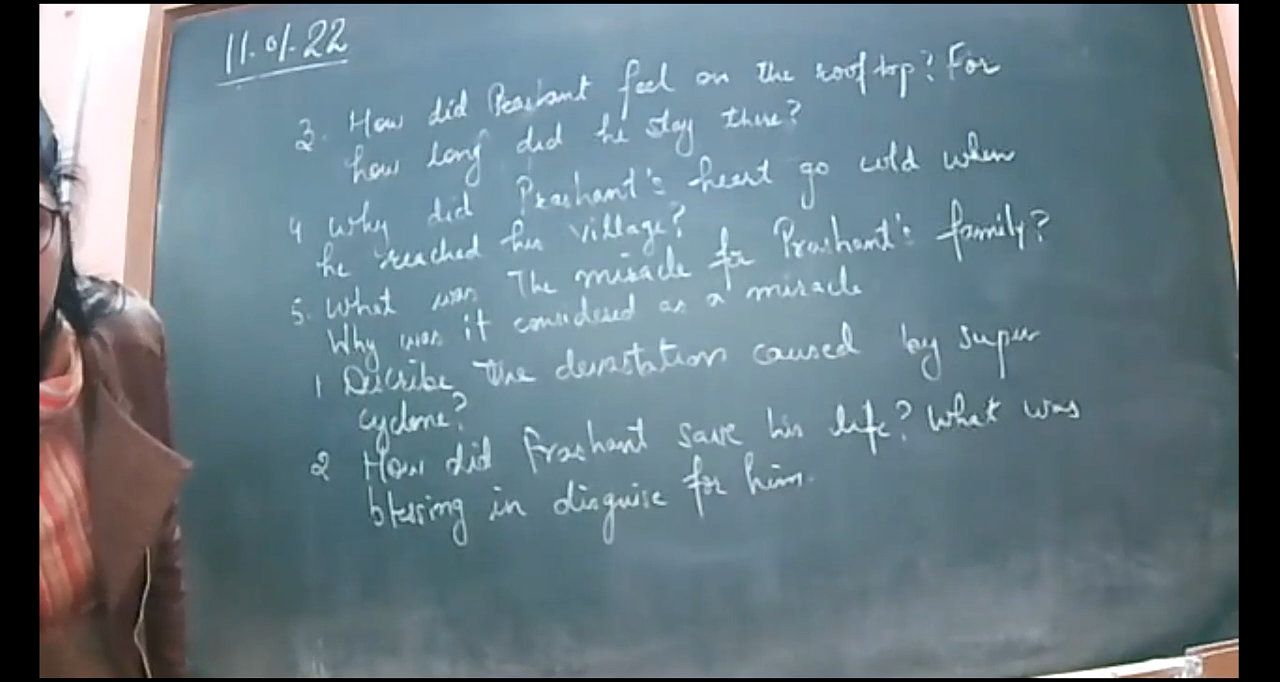 11.01.22
3. How did Prashant feel on the rooftop? For
how long did he stay there?
4 Why did Prashant's heart go cold when
he reached his village?
5. What was The miracle for Prashant's family?
Why was it considered as a miracle
1 Discribe the devastation caused by super
cyclone?
2 How did Prashant save his life? What was
blessing in disguise for him.